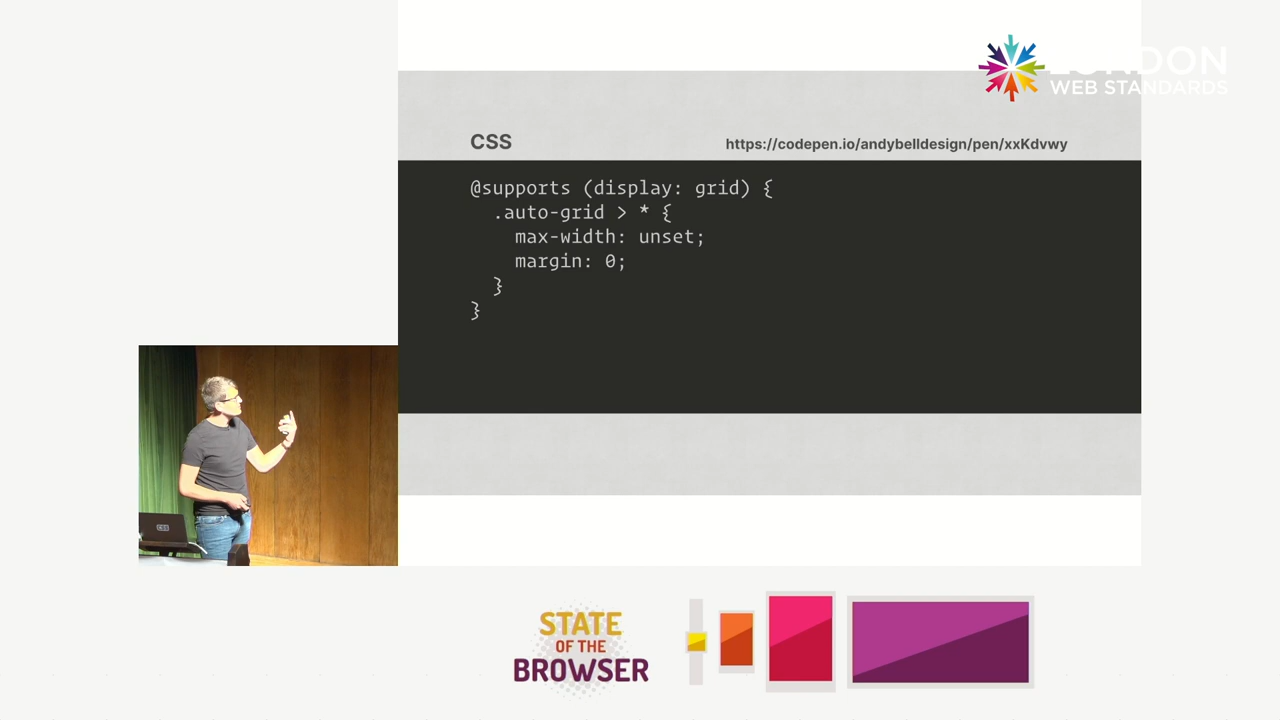 LONDON
WEB STANDARDS
CSS
https://codepen.io/andybelldesign/pen/xxKdvwy
@supports (display: grid) {
  .auto-grid > * {
    max-width: unset;
    margin: 0;
  }
}
STATE
OF THE
BROWSER